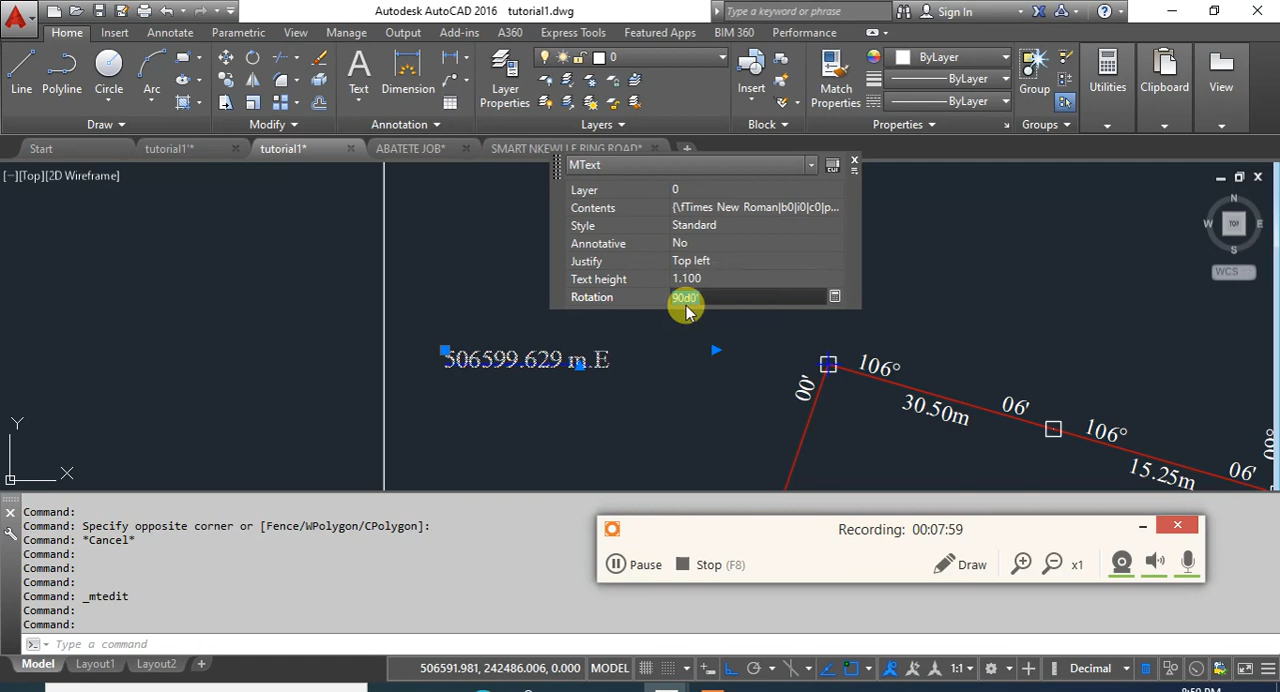 Autodesk AutoCAD 2016 tutorial1.dwg
Type a keyword or phrase
Sign In
Home Insert Annotate Parametric View Manage Output Add-ins A360 Express Tools Featured Apps BIM 360 Performance
Line Polyline Circle Arc
Text Dimension
Layer Properties
0
Insert
Match Properties
ByLayer
ByLayer
ByLayer
Group
Utilities
Clipboard
View
Draw Modify Annotation Layers Block Properties Groups
Start tutorial1'* tutorial1* ABATETE JOB* SMART NKEWLLE RING ROAD*
[−][Top][2D Wireframe]
MText
Layer 0
Contents {\fTimes New Roman|b0|i0|c0|p...
Style Standard
Annotative No
Justify Top left
Text height 1.100
Rotation 90d0'
N
W TOP E
S
WCS
506599.629 m.E
00'
106°
30.50m
06'
106°
15.25m
06'
Y
X
Command:
Command: Specify opposite corner or [Fence/WPolygon/CPolygon]:
Command: *Cancel*
Command:
Command:
Command: _mtedit
Command:
Command:
Type a command
Recording: 00:07:59
Pause Stop (F8) Draw x1
Model Layout1 Layout2 +
506591.981, 242486.006, 0.000 MODEL 1:1 Decimal